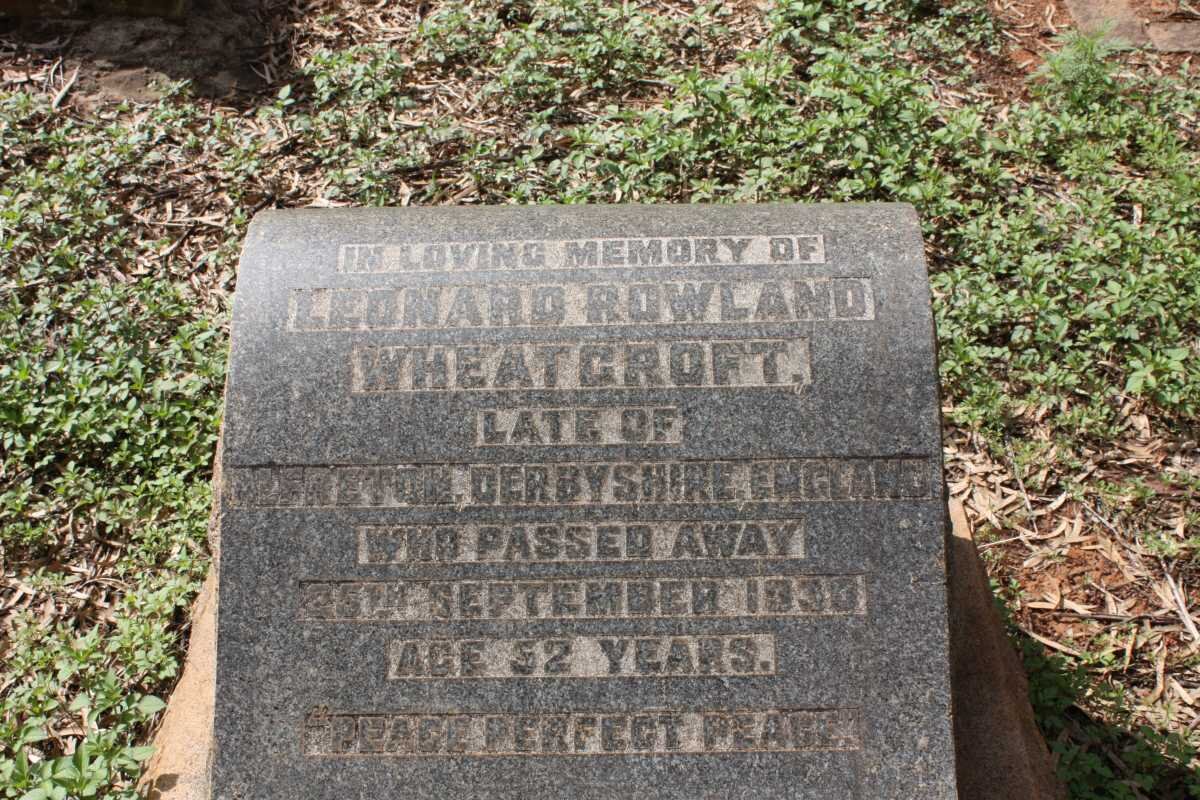 IN LOVING MEMORY OF
LEONARD ROWLAND
WHEATCROFT,
LATE OF
DERBYSHIRE, ENGLAND
WHO PASSED AWAY
25TH SEPTEMBER 1930
AGE 52 YEARS.
"PEACE PERFECT PEACE"